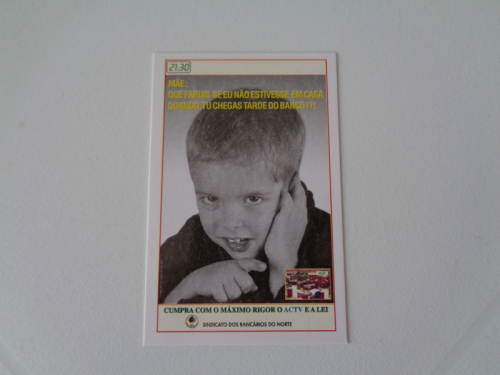 21:30
MÃE:
QUE FARIAS SE EU NÃO ESTIVESSE EM CASA
QUANDO TU CHEGAS TARDE DO BANCO !?!
CUMPRA COM O MÁXIMO RIGOR O ACTV E A LEI
SINDICATO DOS BANCÁRIOS DO NORTE